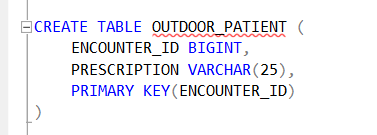 CREATE TABLE OUTDOOR_PATIENT (
ENCOUNTER_ID BIGINT,
PRESCRIPTION VARCHAR(25),
PRIMARY KEY(ENCOUNTER_ID)
)